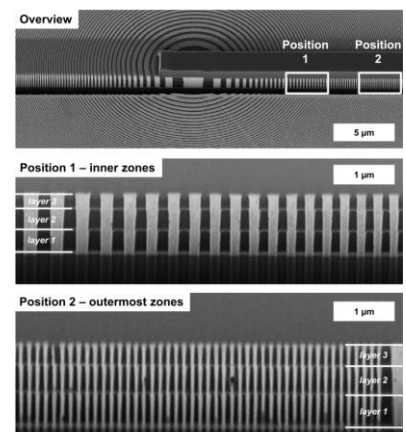 Overview
Position
1
Position
2
5 µm
Position 1 – inner zones
1 µm
layer 3
layer 2
layer 1
Position 2 – outermost zones
1 µm
layer 3
layer 2
layer 1